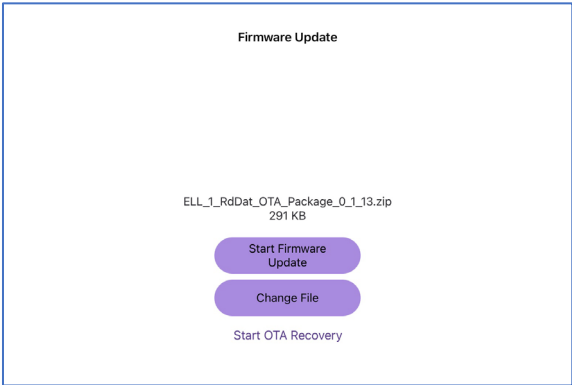 Firmware Update
ELL_1_RdDat_OTA_Package_0_1_13.zip
291 KB
Start Firmware
Update
Change File
Start OTA Recovery